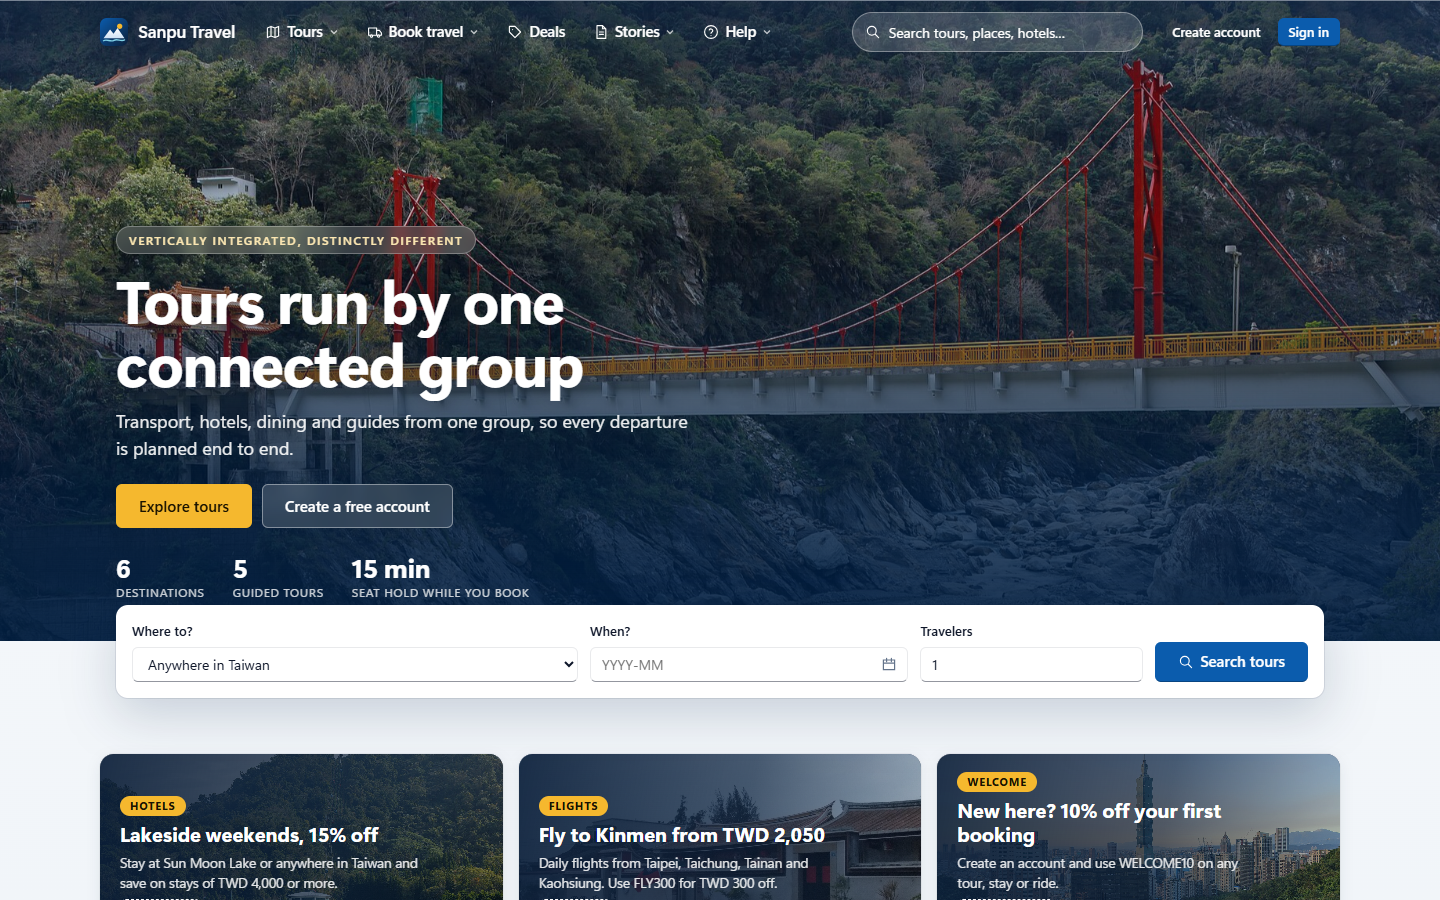 Sanpu Travel
Tours
Book travel
Deals
Stories
Help
Search tours, places, hotels...
Create account
Sign in
VERTICALLY INTEGRATED, DISTINCTLY DIFFERENT
Tours run by one
connected group
Transport, hotels, dining and guides from one group, so every departure
is planned end to end.
Explore tours
Create a free account
6
DESTINATIONS
5
GUIDED TOURS
15 min
SEAT HOLD WHILE YOU BOOK
Where to?
Anywhere in Taiwan
When?
YYYY-MM
Travelers
1
Search tours
HOTELS
Lakeside weekends, 15% off
Stay at Sun Moon Lake or anywhere in Taiwan and
save on stays of TWD 4,000 or more.
FLIGHTS
Fly to Kinmen from TWD 2,050
Daily flights from Taipei, Taichung, Tainan and
Kaohsiung. Use FLY300 for TWD 300 off.
WELCOME
New here? 10% off your first
booking
Create an account and use WELCOME10 on any
tour, stay or ride.